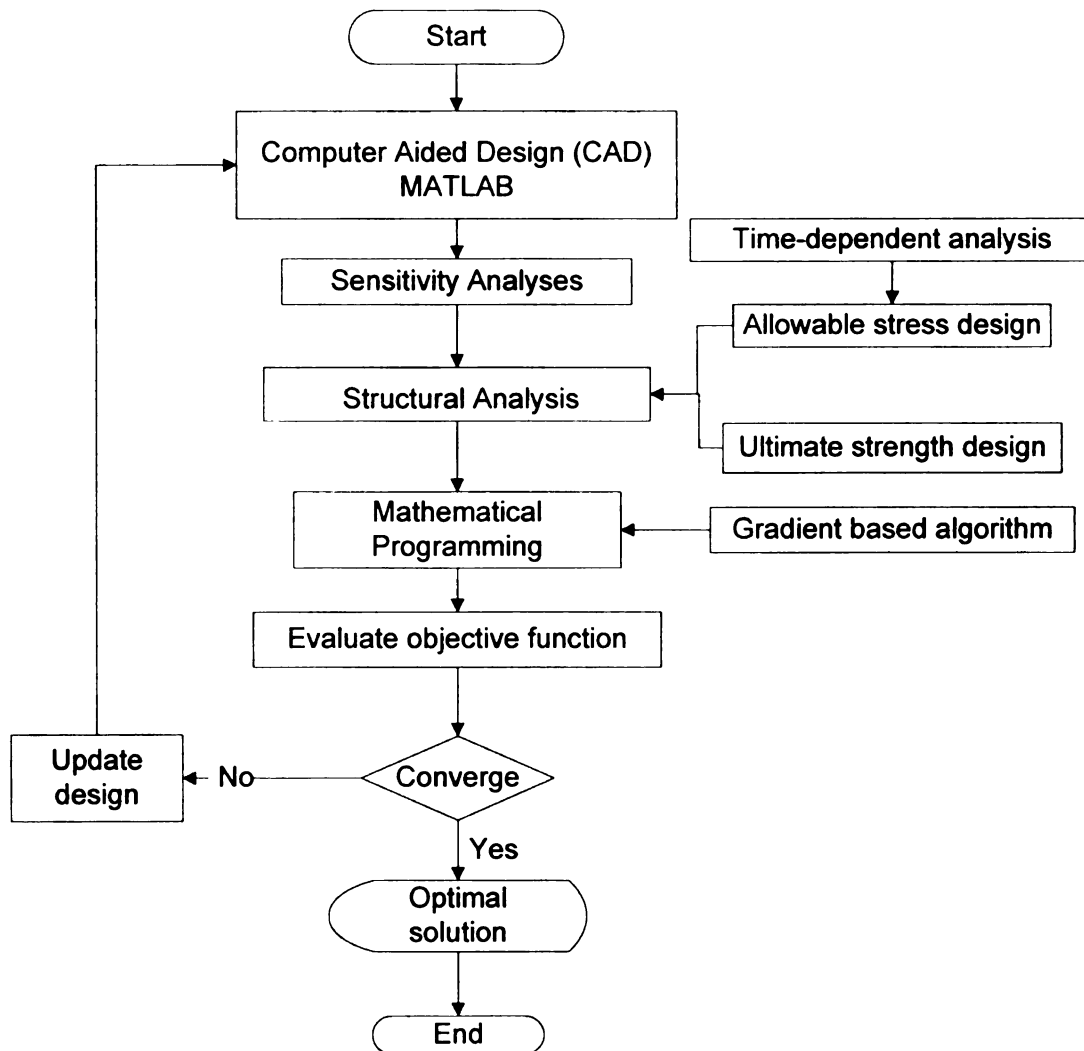 Start
Computer Aided Design (CAD)
MATLAB
Time-dependent analysis
Sensitivity Analyses
Allowable stress design
Structural Analysis
Ultimate strength design
Mathematical
Programming
Gradient based algorithm
Evaluate objective function
Update
design
No
Converge
Yes
Optimal
solution
End